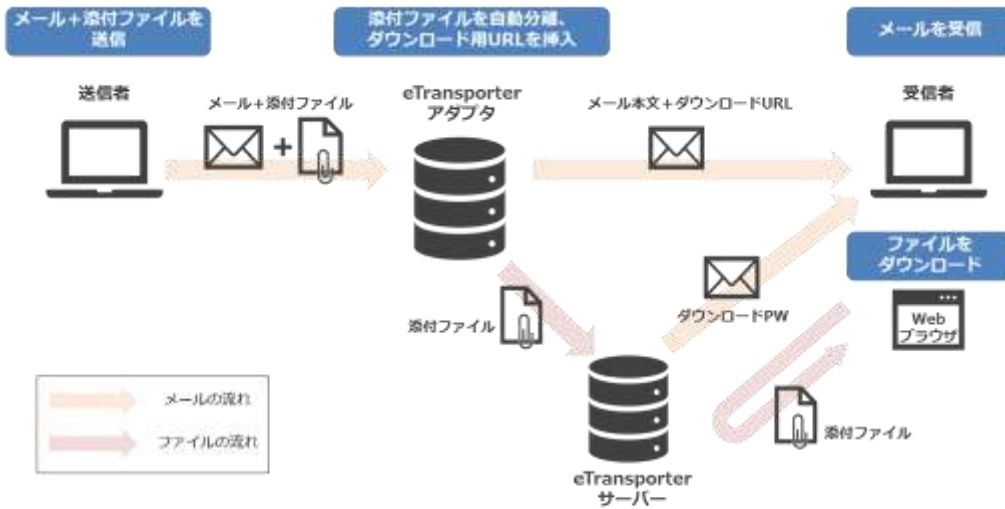 メール＋添付ファイルを
送信
添付ファイルを自動分離、
ダウンロード用URLを挿入
メールを受信
送信者
メール＋添付ファイル
eTransporter
アダプタ
メール本文＋ダウンロードURL
受信者
+
ファイルを
ダウンロード
添付ファイル
ダウンロードPW
Web
ブラウザ
メールの流れ
ファイルの流れ
添付ファイル
eTransporter
サーバー